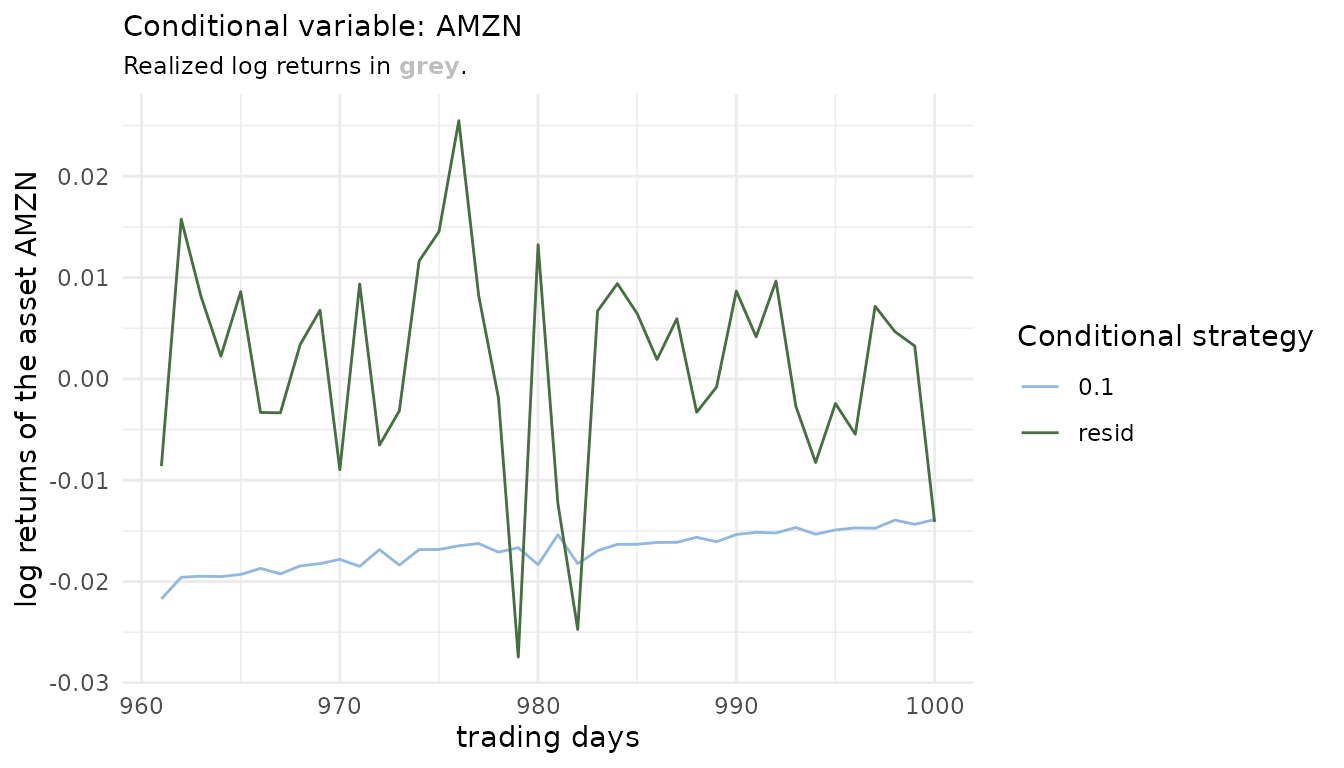 Conditional variable: AMZN
Realized log returns in grey.
log returns of the asset AMZN
0.02
0.01
0.00
-0.01
-0.02
-0.03
960
970
980
990
1000
trading days
Conditional strategy
0.1
resid